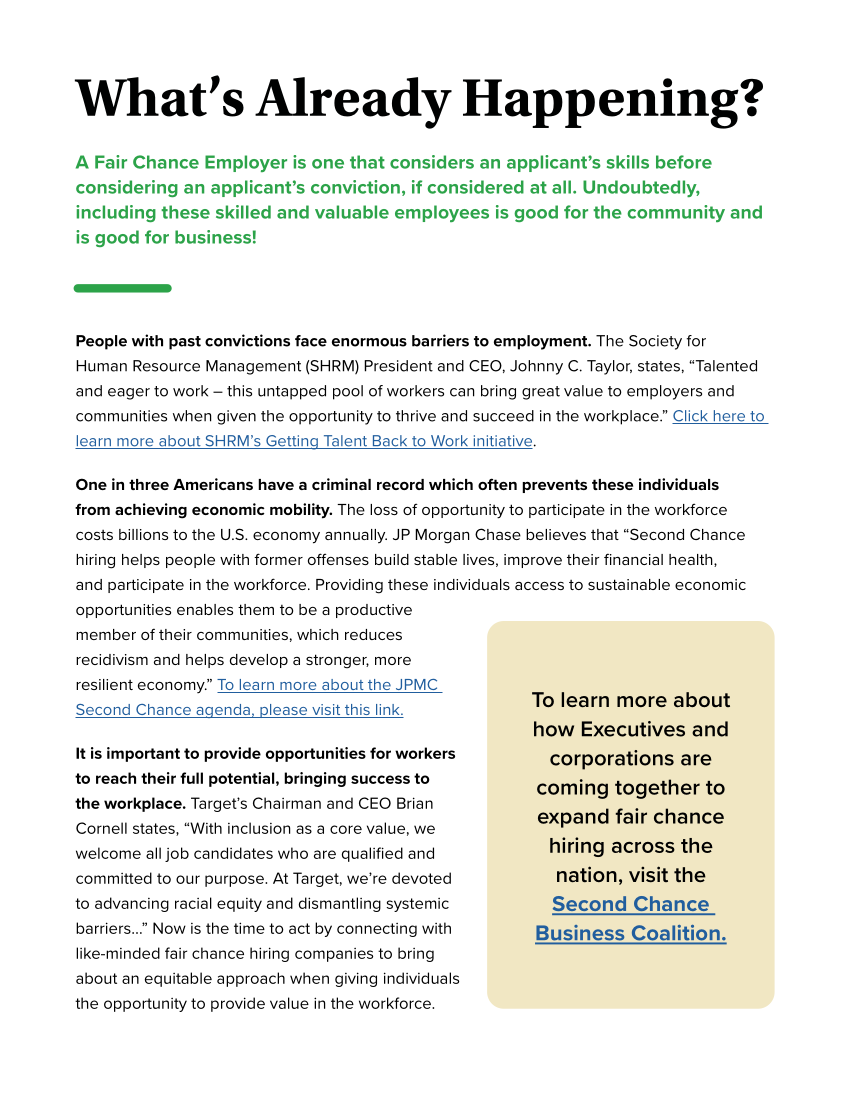 What’s Already Happening?
A Fair Chance Employer is one that considers an applicant’s skills before
considering an applicant’s conviction, if considered at all. Undoubtedly,
including these skilled and valuable employees is good for the community and
is good for business!
People with past convictions face enormous barriers to employment. The Society for
Human Resource Management (SHRM) President and CEO, Johnny C. Taylor, states, “Talented
and eager to work – this untapped pool of workers can bring great value to employers and
communities when given the opportunity to thrive and succeed in the workplace.” Click here to
learn more about SHRM’s Getting Talent Back to Work initiative.
One in three Americans have a criminal record which often prevents these individuals
from achieving economic mobility. The loss of opportunity to participate in the workforce
costs billions to the U.S. economy annually. JP Morgan Chase believes that “Second Chance
hiring helps people with former offenses build stable lives, improve their financial health,
and participate in the workforce. Providing these individuals access to sustainable economic
opportunities enables them to be a productive
member of their communities, which reduces
recidivism and helps develop a stronger, more
resilient economy.” To learn more about the JPMC
Second Chance agenda, please visit this link.
It is important to provide opportunities for workers
to reach their full potential, bringing success to
the workplace. Target’s Chairman and CEO Brian
Cornell states, “With inclusion as a core value, we
welcome all job candidates who are qualified and
committed to our purpose. At Target, we’re devoted
to advancing racial equity and dismantling systemic
barriers...” Now is the time to act by connecting with
like-minded fair chance hiring companies to bring
about an equitable approach when giving individuals
the opportunity to provide value in the workforce.
To learn more about
how Executives and
corporations are
coming together to
expand fair chance
hiring across the
nation, visit the
Second Chance
Business Coalition.